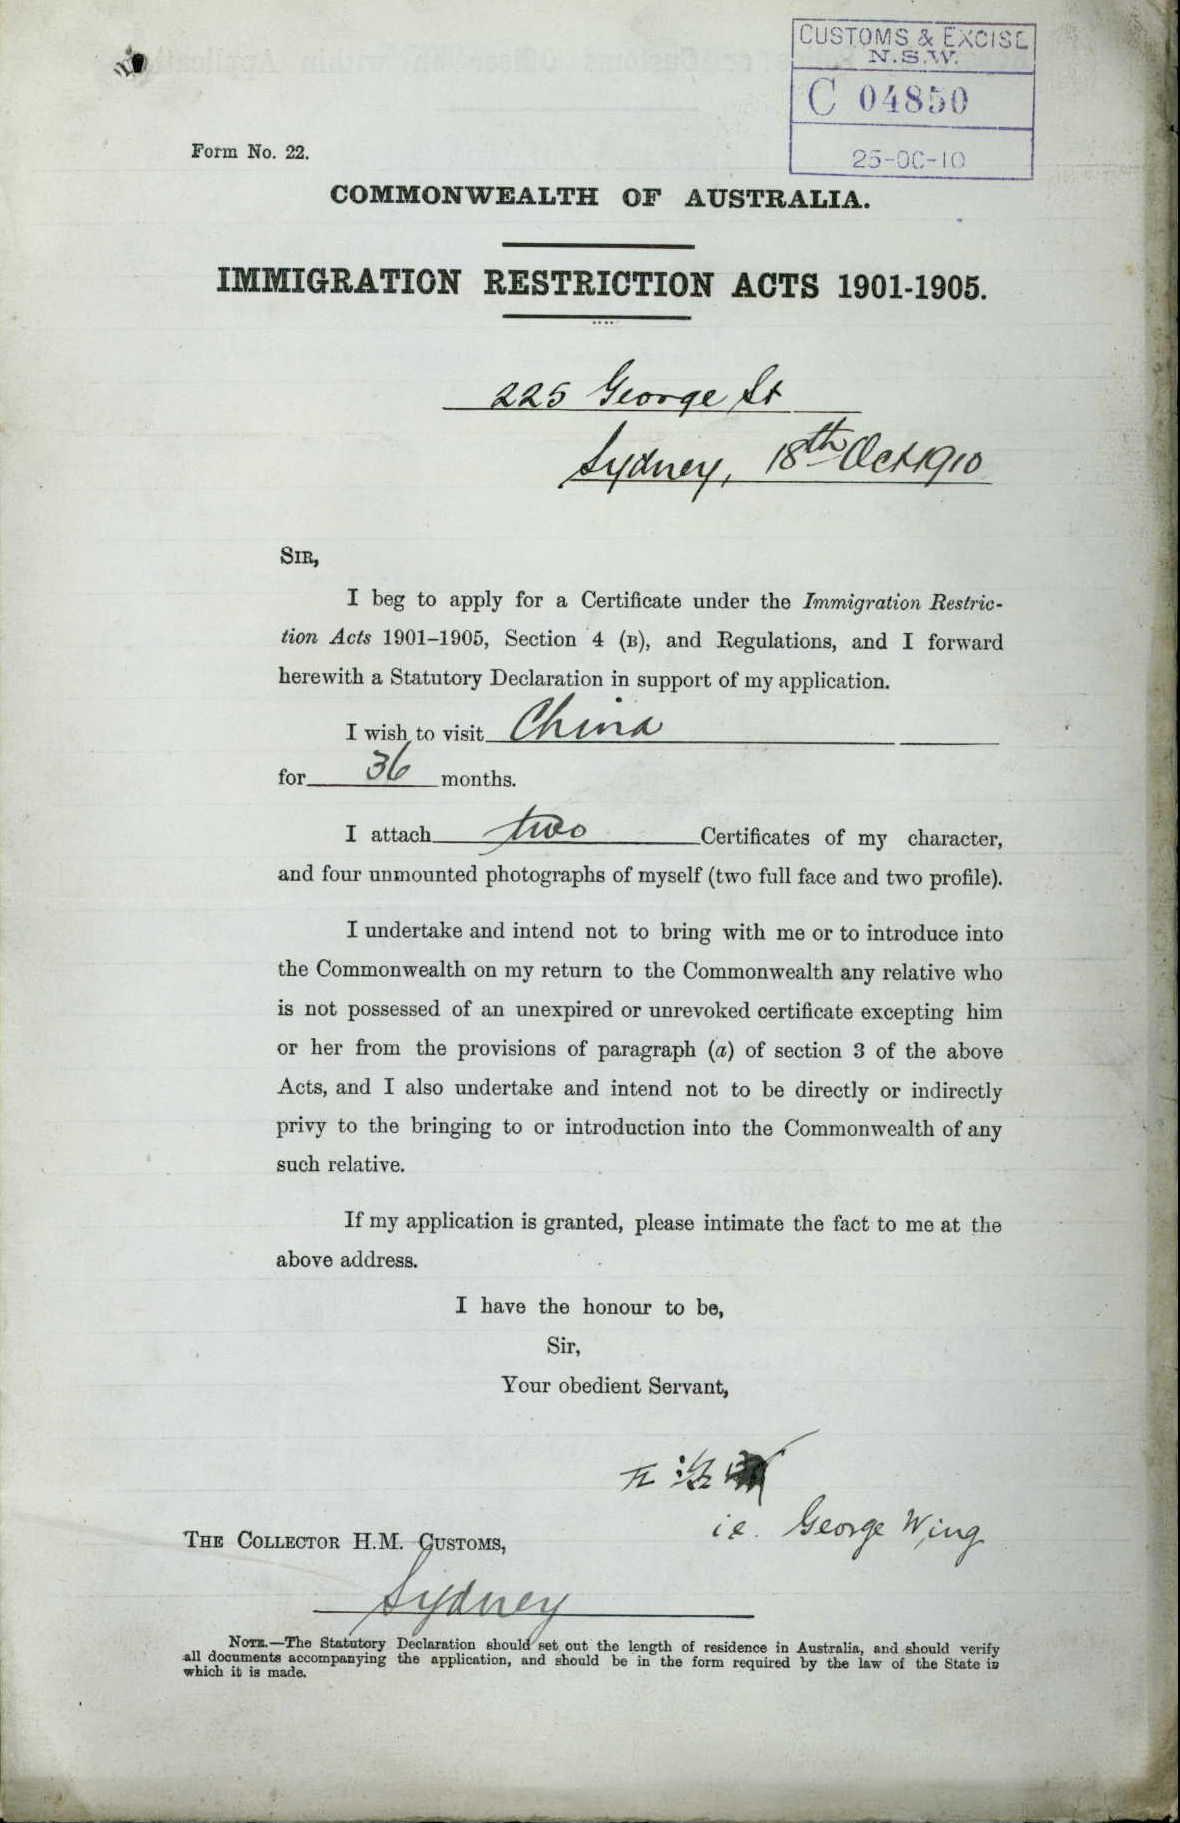 CUSTOMS & EXCISE
N.S.W.
C 04850
25-OC-10
Form No. 22.
COMMONWEALTH OF AUSTRALIA.
IMMIGRATION RESTRICTION ACTS 1901-1905.
225 George St
Sydney, 18th Oct 1910
SIR,
I beg to apply for a Certificate under the Immigration Restric-
tion Acts 1901–1905, Section 4 (B), and Regulations, and I forward
herewith a Statutory Declaration in support of my application.
I wish to visit China
for 36 months.
I attach two Certificates of my character,
and four unmounted photographs of myself (two full face and two profile).
I undertake and intend not to bring with me or to introduce into
the Commonwealth on my return to the Commonwealth any relative who
is not possessed of an unexpired or unrevoked certificate excepting him
or her from the provisions of paragraph (a) of section 3 of the above
Acts, and I also undertake and intend not to be directly or indirectly
privy to the bringing to or introduction into the Commonwealth of any
such relative.
If my application is granted, please intimate the fact to me at the
above address.
I have the honour to be,
Sir,
Your obedient Servant,
i.e. George Wing
THE COLLECTOR H.M. CUSTOMS,
Sydney
NOTE.—The Statutory Declaration should set out the length of residence in Australia, and should verify
all documents accompanying the application, and should be in the form required by the law of the State in
which it is made.